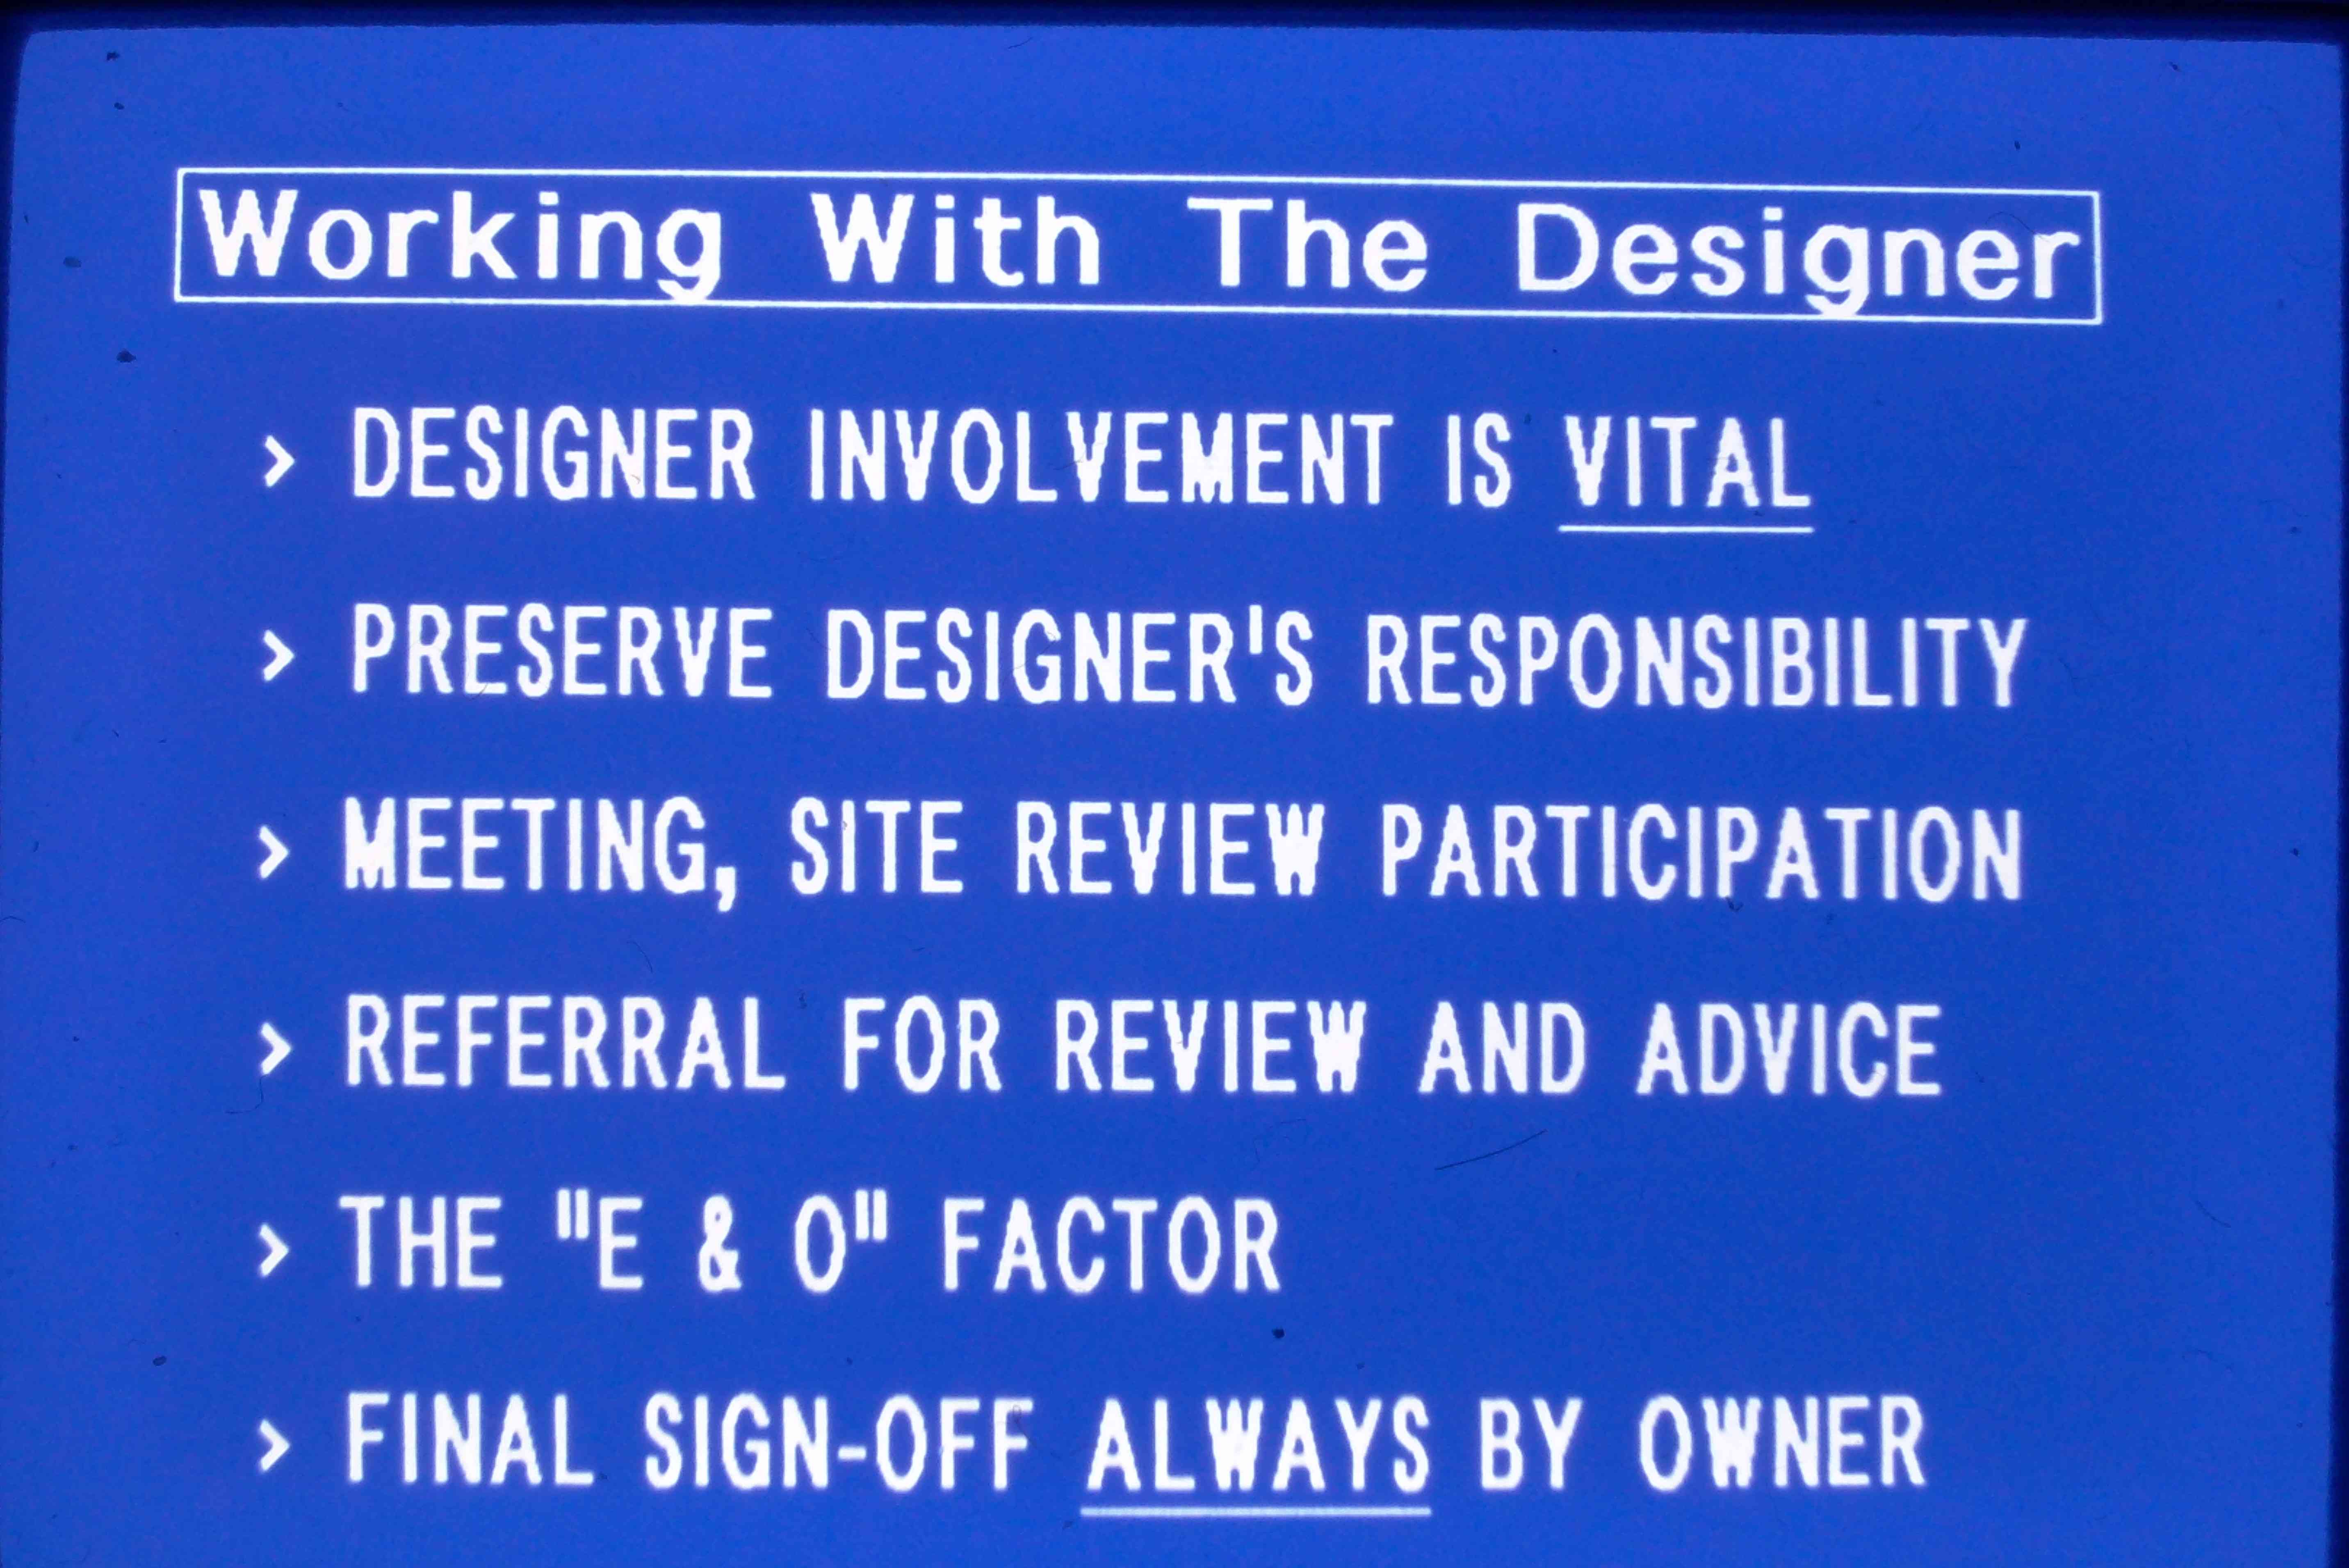 Working With The Designer
> DESIGNER INVOLVEMENT IS VITAL
> PRESERVE DESIGNER'S RESPONSIBILITY
> MEETING, SITE REVIEW PARTICIPATION
> REFERRAL FOR REVIEW AND ADVICE
> THE "E & O" FACTOR
> FINAL SIGN-OFF ALWAYS BY OWNER